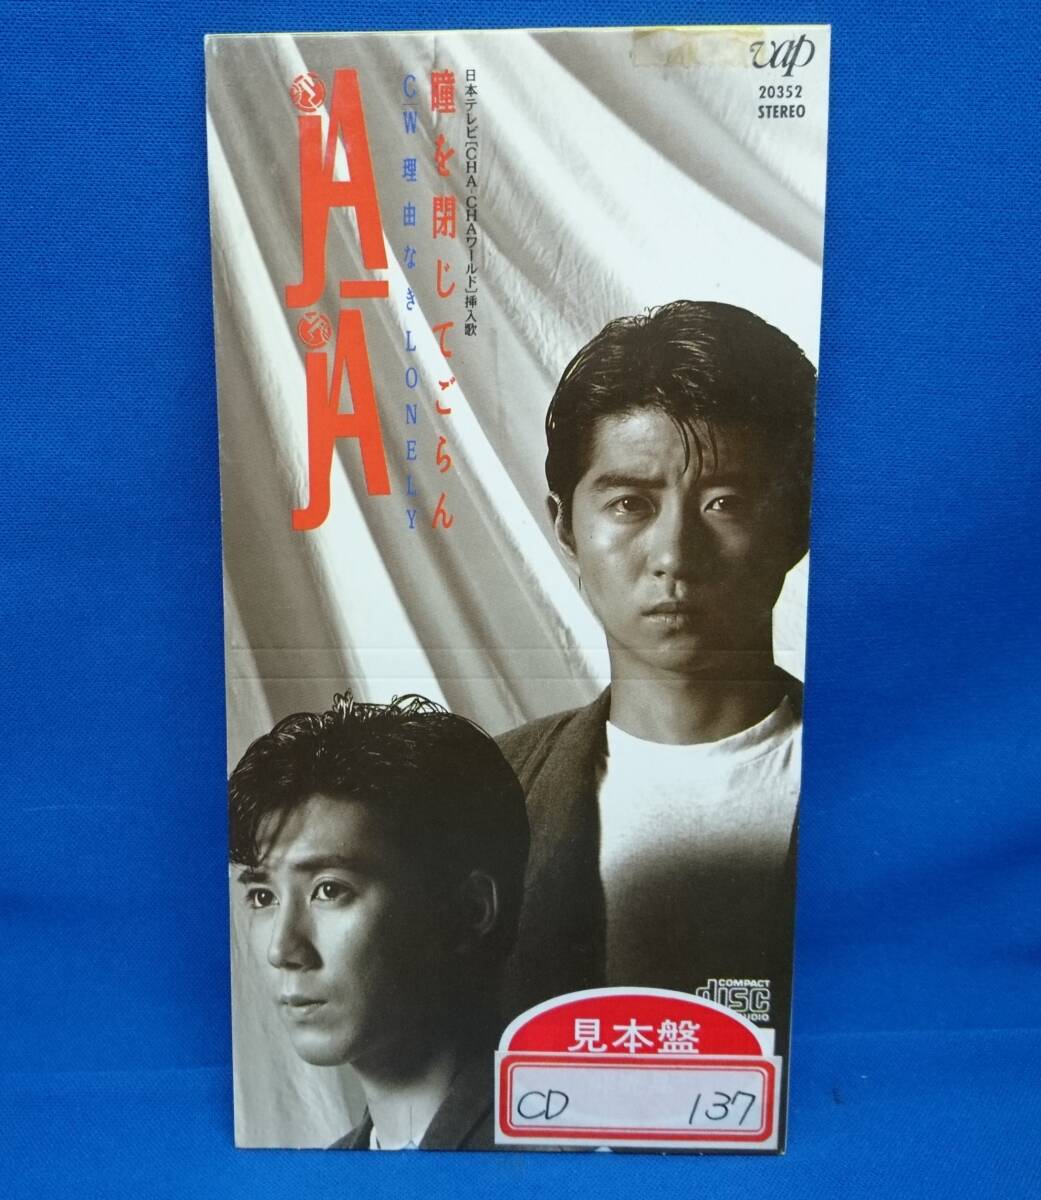 vap
20352
STEREO
日本テレビ[CHA-CHAワールド]挿入歌
瞳を閉じてごらん
C/W 理由なきLONELY
JA-JA
COMPACT
disc
見本盤
CD 137